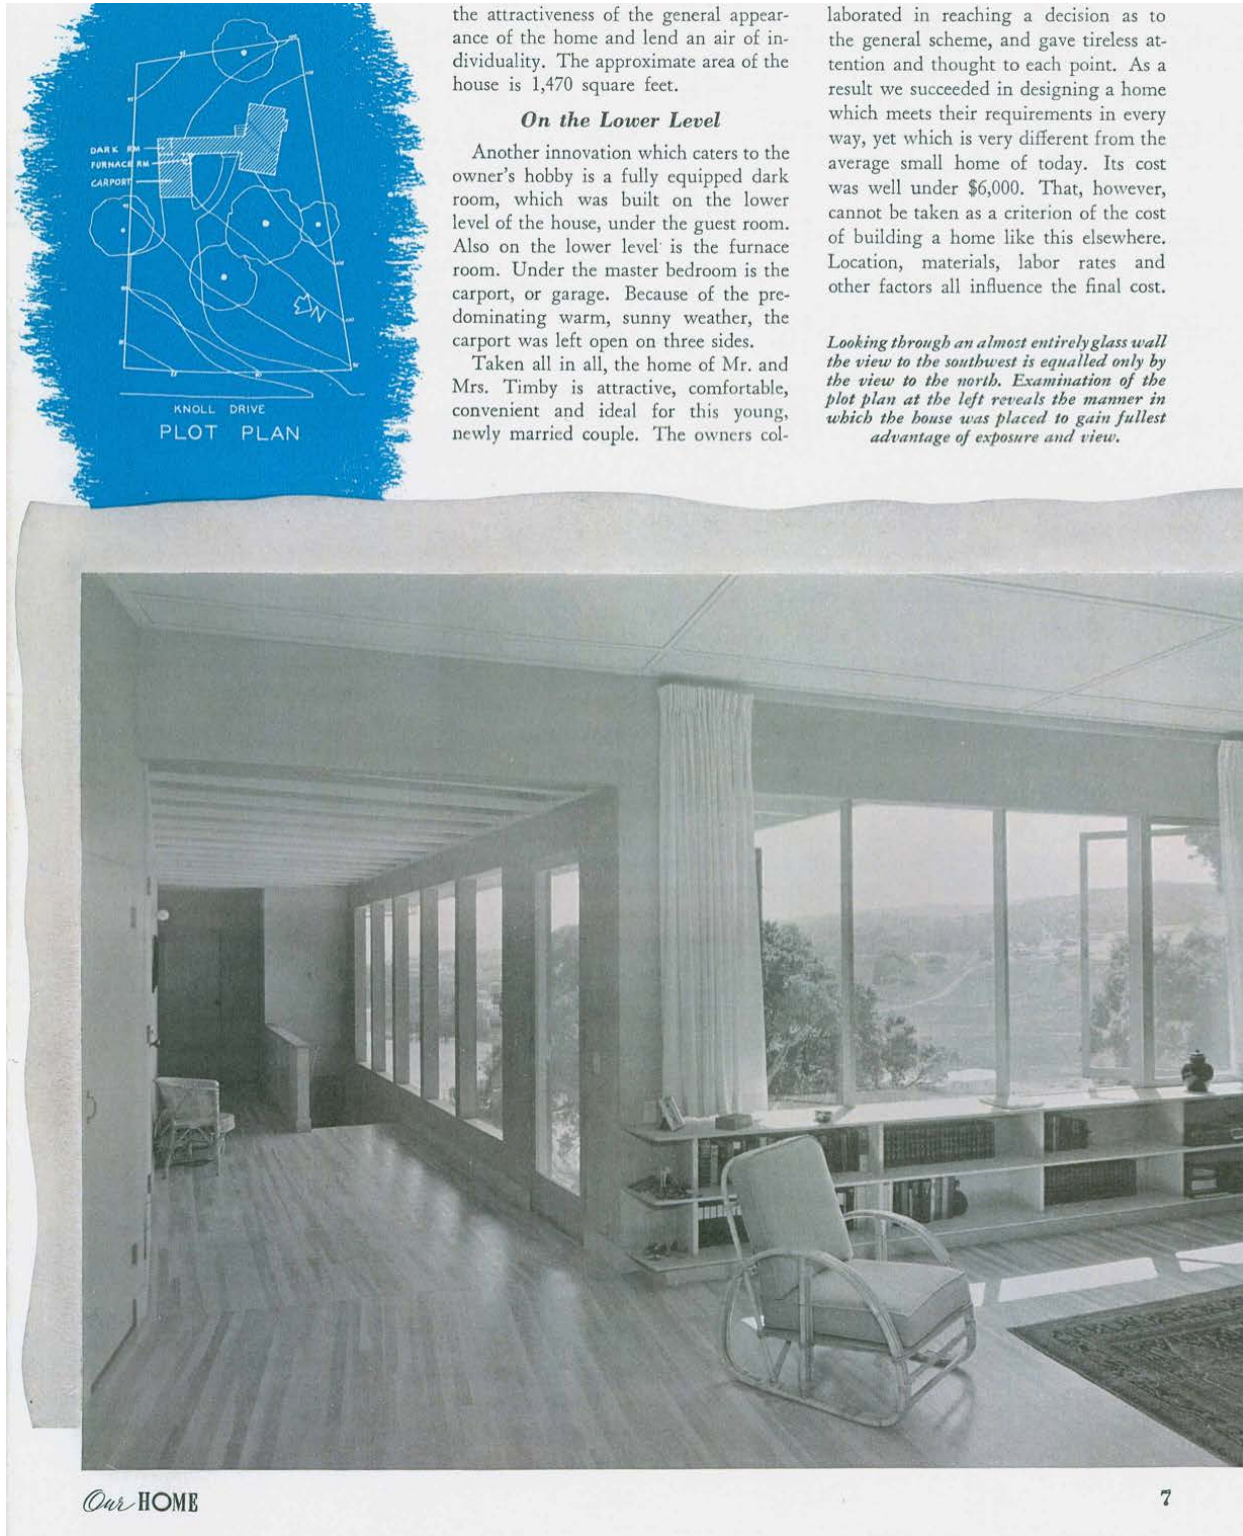 DARK RM
FURNACE RM
CARPORT
N
KNOLL DRIVE
PLOT PLAN
the attractiveness of the general appear-
ance of the home and lend an air of in-
dividuality. The approximate area of the
house is 1,470 square feet.
On the Lower Level
Another innovation which caters to the
owner's hobby is a fully equipped dark
room, which was built on the lower
level of the house, under the guest room.
Also on the lower level is the furnace
room. Under the master bedroom is the
carport, or garage. Because of the pre-
dominating warm, sunny weather, the
carport was left open on three sides.
Taken all in all, the home of Mr. and
Mrs. Timby is attractive, comfortable,
convenient and ideal for this young,
newly married couple. The owners col-
laborated in reaching a decision as to
the general scheme, and gave tireless at-
tention and thought to each point. As a
result we succeeded in designing a home
which meets their requirements in every
way, yet which is very different from the
average small home of today. Its cost
was well under $6,000. That, however,
cannot be taken as a criterion of the cost
of building a home like this elsewhere.
Location, materials, labor rates and
other factors all influence the final cost.
Looking through an almost entirely glass wall
the view to the southwest is equalled only by
the view to the north. Examination of the
plot plan at the left reveals the manner in
which the house was placed to gain fullest
advantage of exposure and view.
Our HOME
7